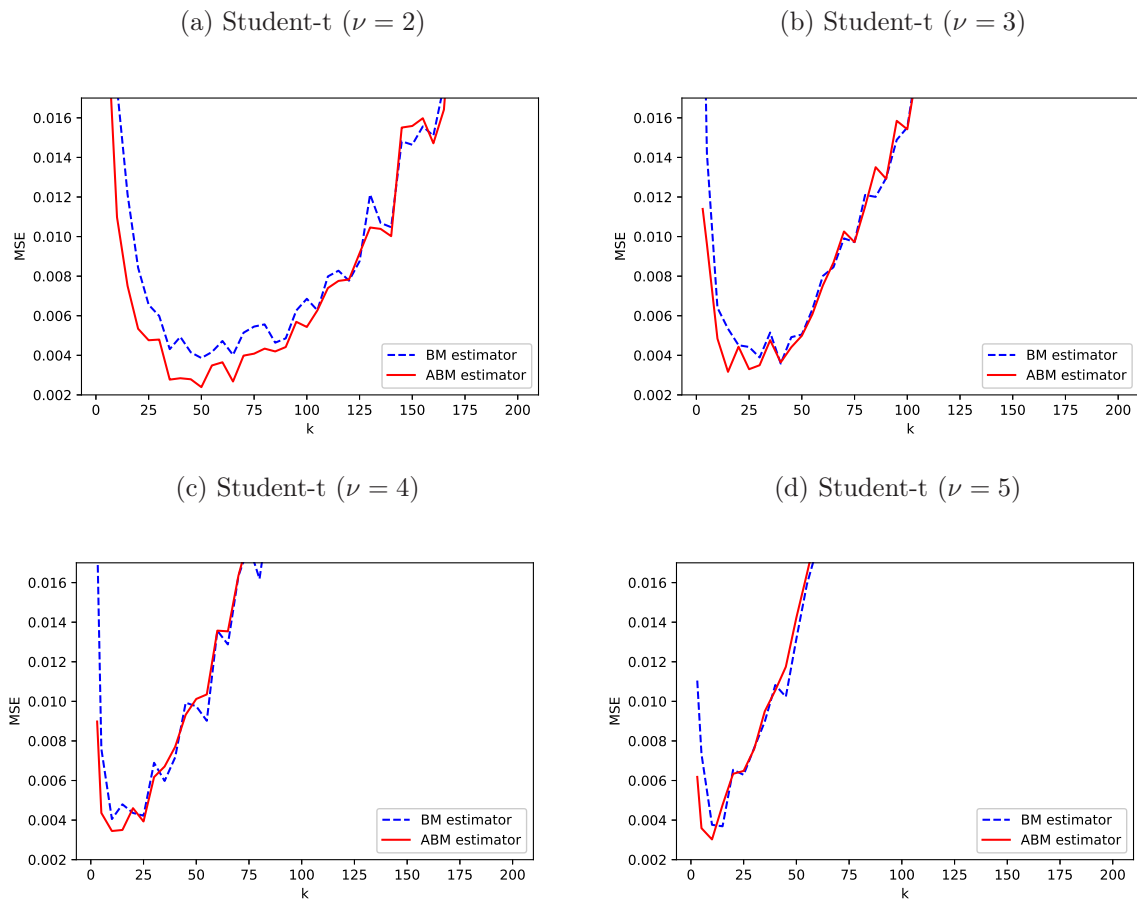 (a) Student-t (ν = 2)
0.016
0.014
0.012
0.010
0.008
0.006
0.004
0.002
MSE
0 25 50 75 100 125 150 175 200
k
BM estimator
ABM estimator
(b) Student-t (ν = 3)
0.016
0.014
0.012
0.010
0.008
0.006
0.004
0.002
MSE
0 25 50 75 100 125 150 175 200
k
BM estimator
ABM estimator
(c) Student-t (ν = 4)
0.016
0.014
0.012
0.010
0.008
0.006
0.004
0.002
MSE
0 25 50 75 100 125 150 175 200
k
BM estimator
ABM estimator
(d) Student-t (ν = 5)
0.016
0.014
0.012
0.010
0.008
0.006
0.004
0.002
MSE
0 25 50 75 100 125 150 175 200
k
BM estimator
ABM estimator